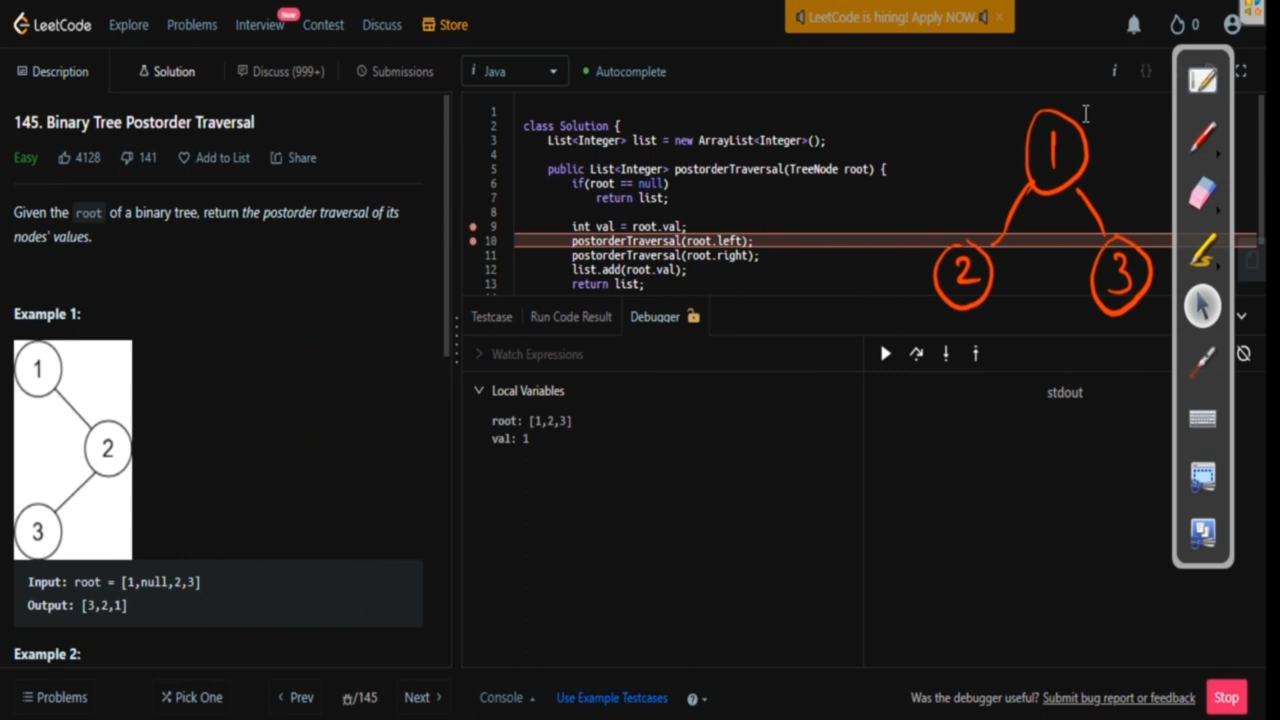 LeetCode
Explore
Problems
Interview
New
Contest
Discuss
Store
LeetCode is hiring! Apply NOW.
0
Description
Solution
Discuss (999+)
Submissions
i Java
Autocomplete
i {}
145. Binary Tree Postorder Traversal
Easy 4128 141 Add to List Share
Given the root of a binary tree, return the postorder traversal of its
nodes' values.
Example 1:
1
2
3
Input: root = [1,null,2,3]
Output: [3,2,1]
Example 2:
1
2 class Solution {
3 List<Integer> list = new ArrayList<Integer>();
4
5 public List<Integer> postorderTraversal(TreeNode root) {
6 if(root == null)
7 return list;
8
9 int val = root.val;
10 postorderTraversal(root.left);
11 postorderTraversal(root.right);
12 list.add(root.val);
13 return list;
1
2 3
Testcase Run Code Result Debugger
Watch Expressions
Local Variables
root: [1,2,3]
val: 1
stdout
Problems
Pick One
Prev
/145
Next
Console
Use Example Testcases
?
Was the debugger useful? Submit bug report or feedback
Stop